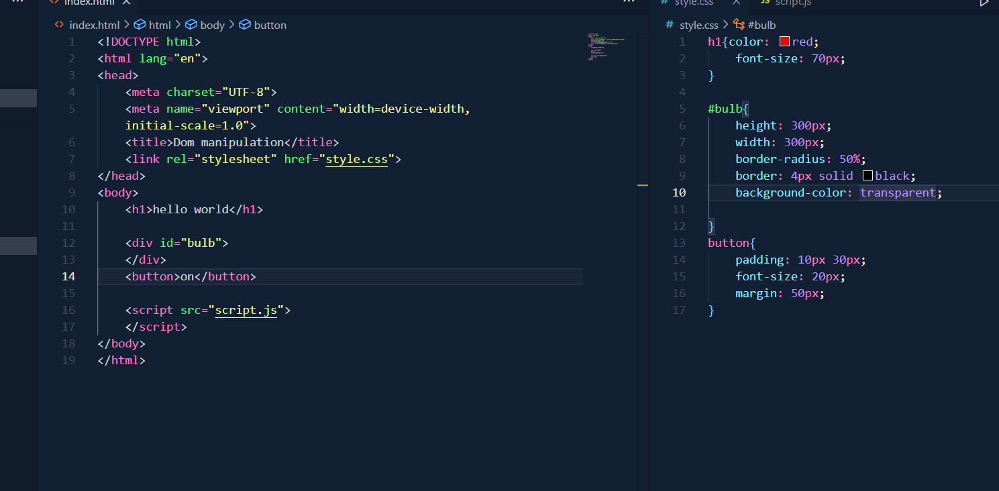 index.html
index.html > html > body > button
1 <!DOCTYPE html>
2 <html lang="en">
3 <head>
4     <meta charset="UTF-8">
5     <meta name="viewport" content="width=device-width,
    initial-scale=1.0">
6     <title>Dom manipulation</title>
7     <link rel="stylesheet" href="style.css">
8 </head>
9 <body>
10     <h1>hello world</h1>
11
12     <div id="bulb">
13     </div>
14     <button>on</button>
15
16     <script src="script.js">
17     </script>
18 </body>
19 </html>
# style.css
JS script.js
# style.css > #bulb
1 h1{color: red;
2     font-size: 70px;
3 }
4
5 #bulb{
6     height: 300px;
7     width: 300px;
8     border-radius: 50%;
9     border: 4px solid black;
10     background-color: transparent;
11
12 }
13 button{
14     padding: 10px 30px;
15     font-size: 20px;
16     margin: 50px;
17 }